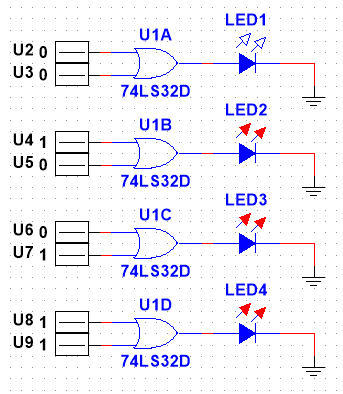 LED1
U1A
U2 0
U3 0
74LS32D
LED2
U1B
U4 1
U5 0
74LS32D
LED3
U1C
U6 0
U7 1
74LS32D
LED4
U1D
U8 1
U9 1
74LS32D